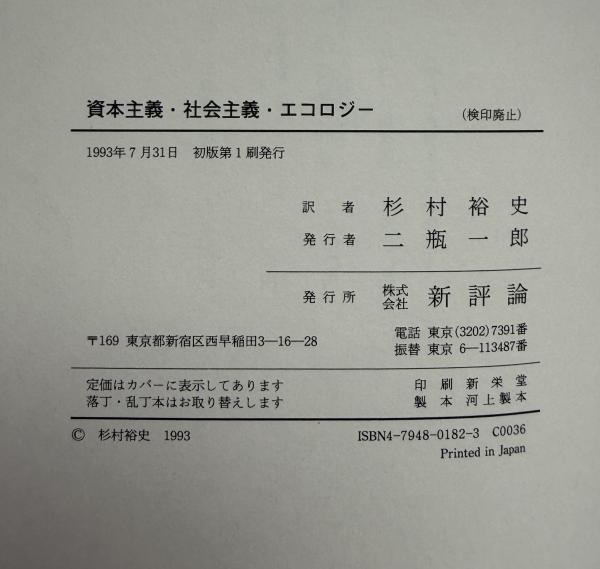 資本主義・社会主義・エコロジー （検印廃止）
1993年7月31日 初版第1刷発行
訳者 杉村裕史
発行者 二瓶一郎
発行所 株式会社 新評論
〒169 東京都新宿区西早稲田3―16―28
電話 東京(3202)7391番
振替 東京 6―113487番
定価はカバーに表示してあります
落丁・乱丁本はお取り替えします
印刷 新栄堂
製本 河上製本
© 杉村裕史 1993
ISBN4-7948-0182-3 C0036
Printed in Japan